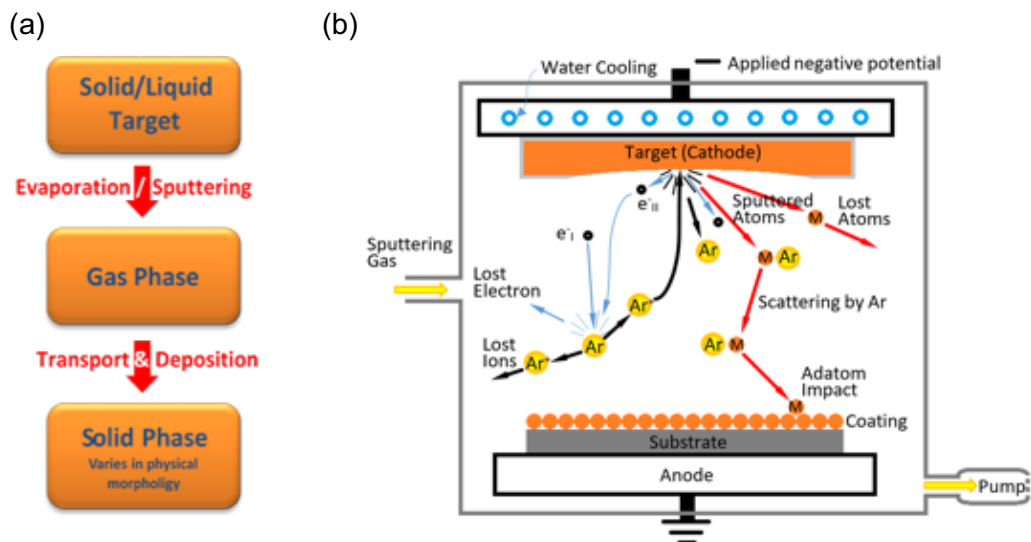 (a)
Solid/Liquid
Target
Evaporation / Sputtering
Gas Phase
Transport & Deposition
Solid Phase
Varies in physical
morpholigy
(b)
Water Cooling
Applied negative potential
Target (Cathode)
e⁻II
Sputtered
Atoms
Lost
Atoms
M
e⁻I
Ar
M
Ar
Sputtering
Gas
Lost
Electron
Scattering by Ar
Ar⁺
Lost
Ions
Ar
Ar⁺
Ar
M
Adatom
Impact
M
Coating
Substrate
Anode
Pump